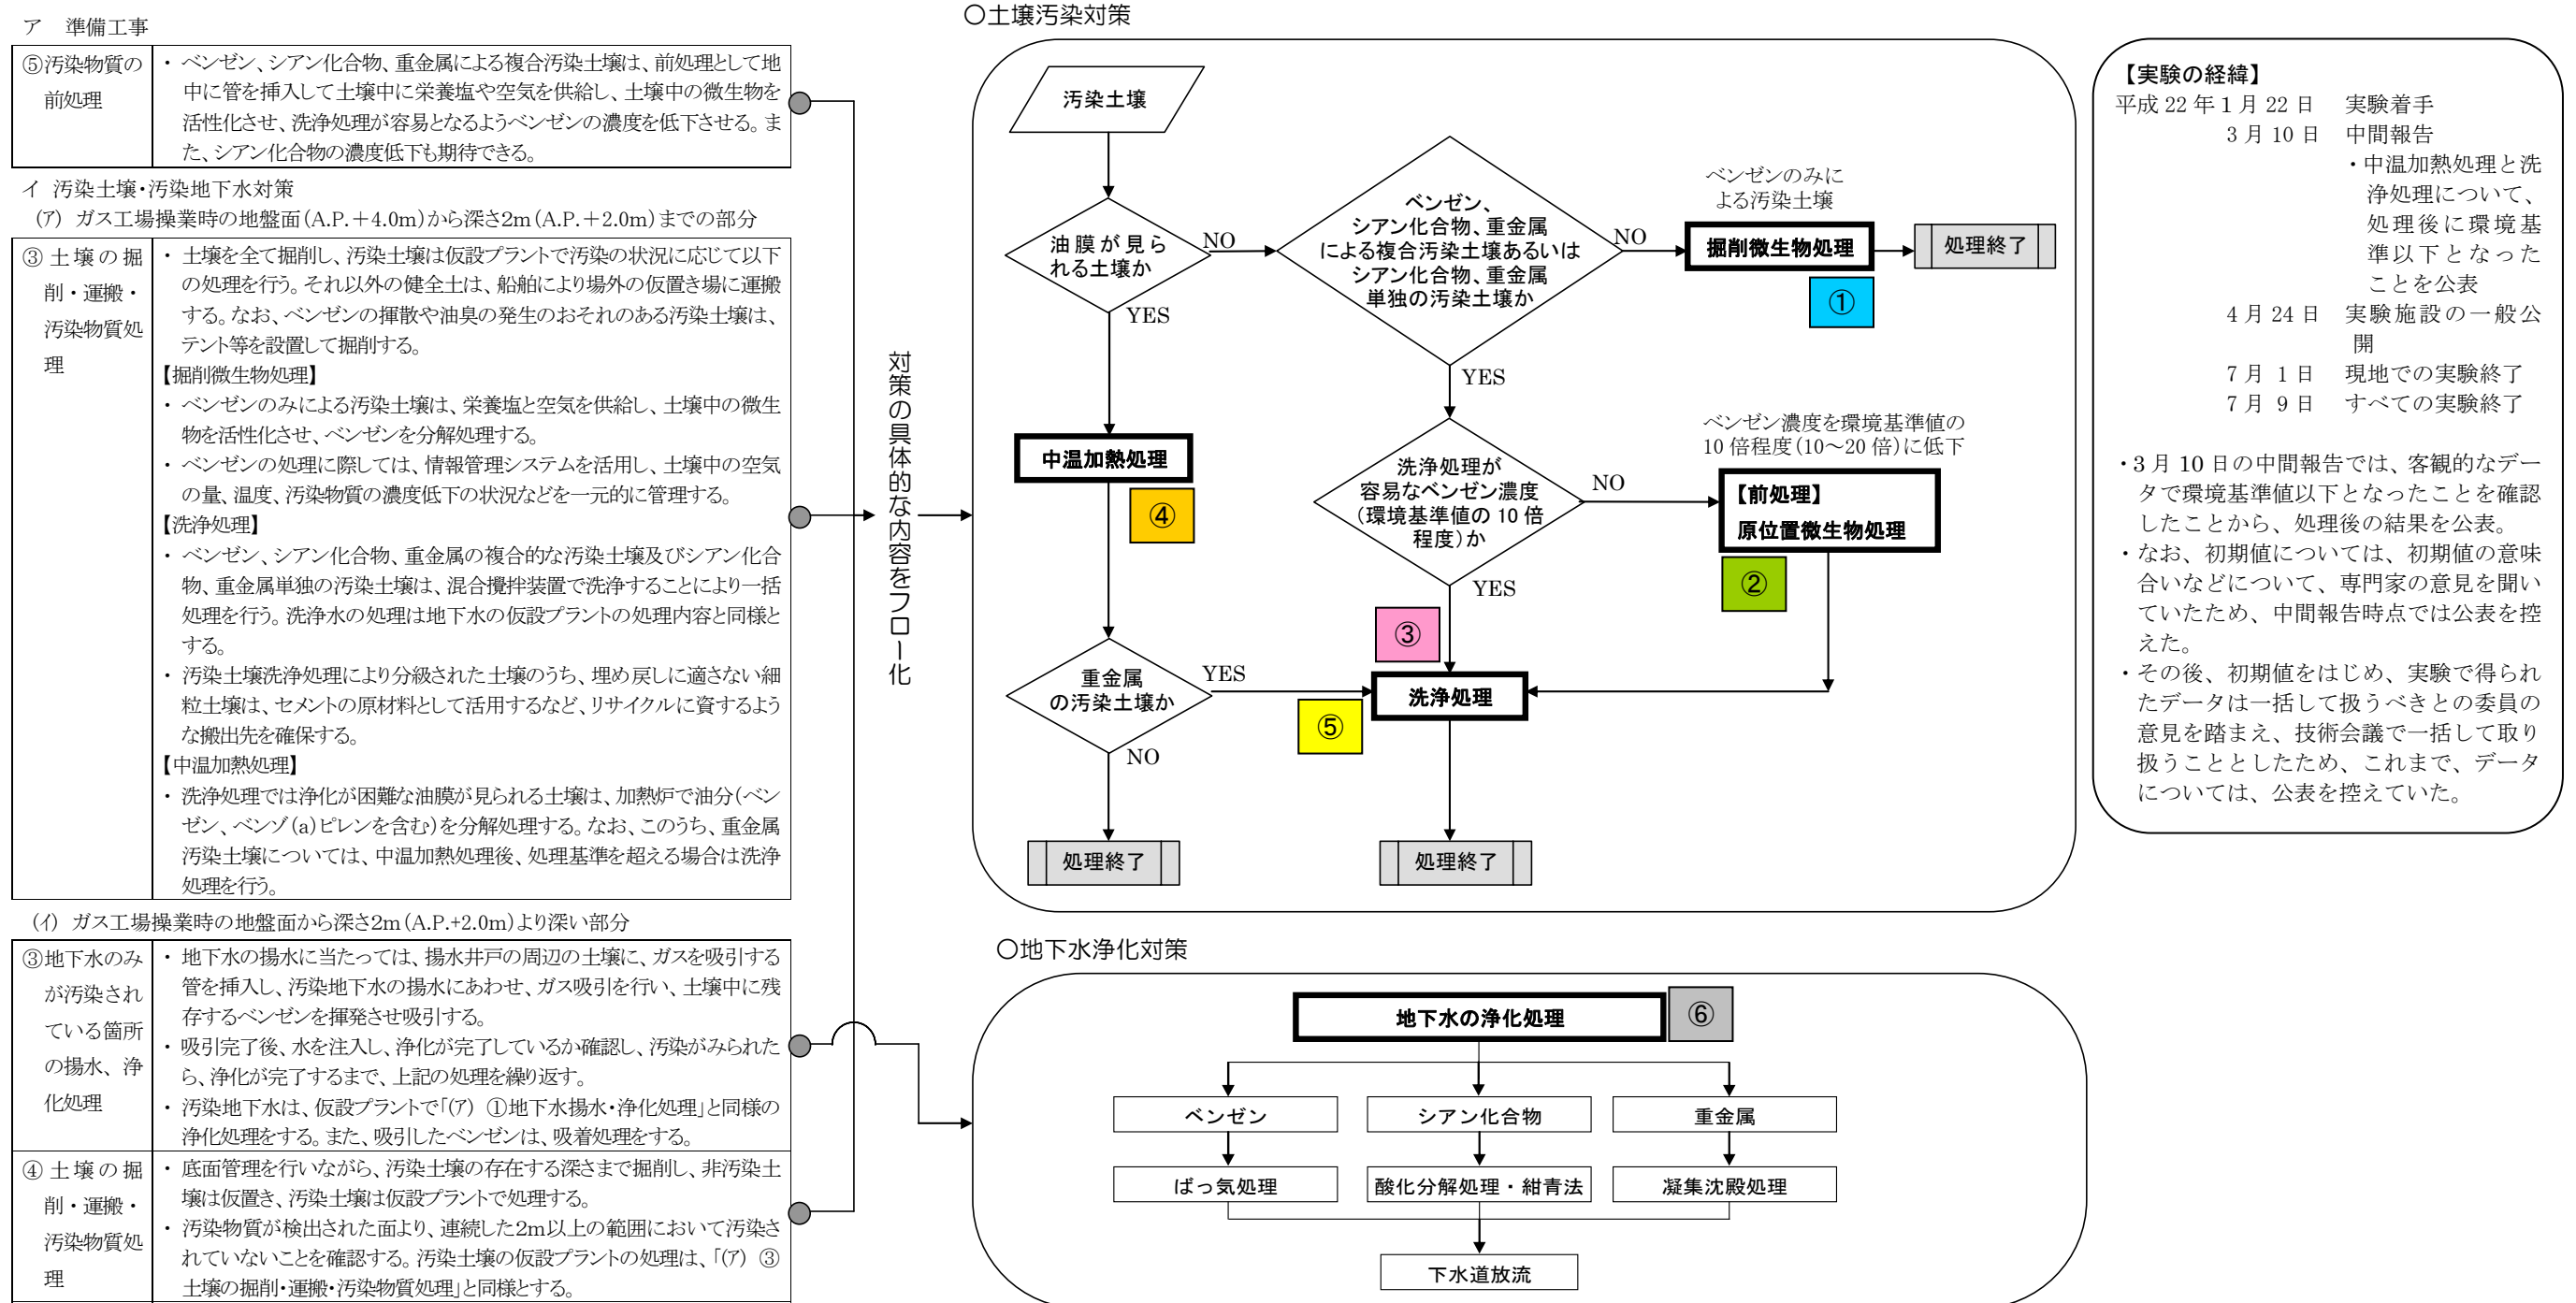 ア　準備工事
⑤汚染物質の
前処理
・ ベンゼン、シアン化合物、重金属による複合汚染土壌は、前処理として地
中に管を挿入して土壌中に栄養塩や空気を供給し、土壌中の微生物を
活性化させ、洗浄処理が容易となるようベンゼンの濃度を低下させる。ま
た、シアン化合物の濃度低下も期待できる。
イ 汚染土壌・汚染地下水対策
(ア) ガス工場操業時の地盤面(A.P.＋4.0m)から深さ2m(A.P.＋2.0m)までの部分
③ 土 壌 の 掘
削・運搬・
汚染物質処
理
・ 土壌を全て掘削し、汚染土壌は仮設プラントで汚染の状況に応じて以下
の処理を行う。それ以外の健全土は、船舶により場外の仮置き場に運搬
する。なお、ベンゼンの揮散や油臭の発生のおそれのある汚染土壌は、
テント等を設置して掘削する。
【掘削微生物処理】
・ ベンゼンのみによる汚染土壌は、栄養塩と空気を供給し、土壌中の微生
物を活性化させ、ベンゼンを分解処理する。
・ ベンゼンの処理に際しては、情報管理システムを活用し、土壌中の空気
の量、温度、汚染物質の濃度低下の状況などを一元的に管理する。
【洗浄処理】
・ ベンゼン、シアン化合物、重金属の複合的な汚染土壌及びシアン化合
物、重金属単独の汚染土壌は、混合攪拌装置で洗浄することにより一括
処理を行う。洗浄水の処理は地下水の仮設プラントの処理内容と同様と
する。
・ 汚染土壌洗浄処理により分級された土壌のうち、埋め戻しに適さない細
粒土壌は、セメントの原材料として活用するなど、リサイクルに資するよう
な搬出先を確保する。
【中温加熱処理】
・ 洗浄処理では浄化が困難な油膜が見られる土壌は、加熱炉で油分(ベン
ゼン、ベンゾ(a)ピレンを含む)を分解処理する。なお、このうち、重金属
汚染土壌については、中温加熱処理後、処理基準を超える場合は洗浄
処理を行う。
(イ) ガス工場操業時の地盤面から深さ2m(A.P.+2.0m)より深い部分
③地下水のみ
が汚染され
ている箇所
の揚水、浄
化処理
・ 地下水の揚水に当たっては、揚水井戸の周辺の土壌に、ガスを吸引する
管を挿入し、汚染地下水の揚水にあわせ、ガス吸引を行い、土壌中に残
存するベンゼンを揮発させ吸引する。
・ 吸引完了後、水を注入し、浄化が完了しているか確認し、汚染がみられた
ら、浄化が完了するまで、上記の処理を繰り返す。
・ 汚染地下水は、仮設プラントで「(ア) ①地下水揚水・浄化処理」と同様の
浄化処理をする。また、吸引したベンゼンは、吸着処理をする。
④ 土 壌 の 掘
削・運搬・
汚染物質処
理
・ 底面管理を行いながら、汚染土壌の存在する深さまで掘削し、非汚染土
壌は仮置き、汚染土壌は仮設プラントで処理する。
・ 汚染物質が検出された面より、連続した2m以上の範囲において汚染さ
れていないことを確認する。汚染土壌の仮設プラントの処理は、「(ア) ③
土壌の掘削・運搬・汚染物質処理」と同様とする。
対策の具体的な内容をフロー化
○土壌汚染対策
汚染土壌
油膜が見ら
れる土壌か
NO
YES
ベンゼン、
シアン化合物、重金属
による複合汚染土壌あるいは
シアン化合物、重金属
単独の汚染土壌か
NO
YES
ベンゼンのみに
よる汚染土壌
掘削微生物処理
①
処理終了
中温加熱処理
④
洗浄処理が
容易なベンゼン濃度
(環境基準値の 10 倍
程度)か
NO
YES
ベンゼン濃度を環境基準値の
10 倍程度(10～20 倍)に低下
【前処理】
原位置微生物処理
②
③
重金属
の汚染土壌か
YES
NO
⑤
洗浄処理
処理終了
処理終了
○地下水浄化対策
地下水の浄化処理
⑥
ベンゼン
シアン化合物
重金属
ばっ気処理
酸化分解処理・紺青法
凝集沈殿処理
下水道放流
【実験の経緯】
平成 22 年 1 月 22 日　実験着手
3 月 10 日　中間報告
・中温加熱処理と洗
浄処理について、
処理後に環境基
準以下となった
ことを公表
4 月 24 日　実験施設の一般公
開
7 月 1 日　現地での実験終了
7 月 9 日　すべての実験終了
・3 月 10 日の中間報告では、客観的なデー
タで環境基準値以下となったことを確認
したことから、処理後の結果を公表。
・なお、初期値については、初期値の意味
合いなどについて、専門家の意見を聞い
ていたため、中間報告時点では公表を控
えた。
・その後、初期値をはじめ、実験で得られ
たデータは一括して扱うべきとの委員の
意見を踏まえ、技術会議で一括して取り
扱うこととしたため、これまで、データ
については、公表を控えていた。